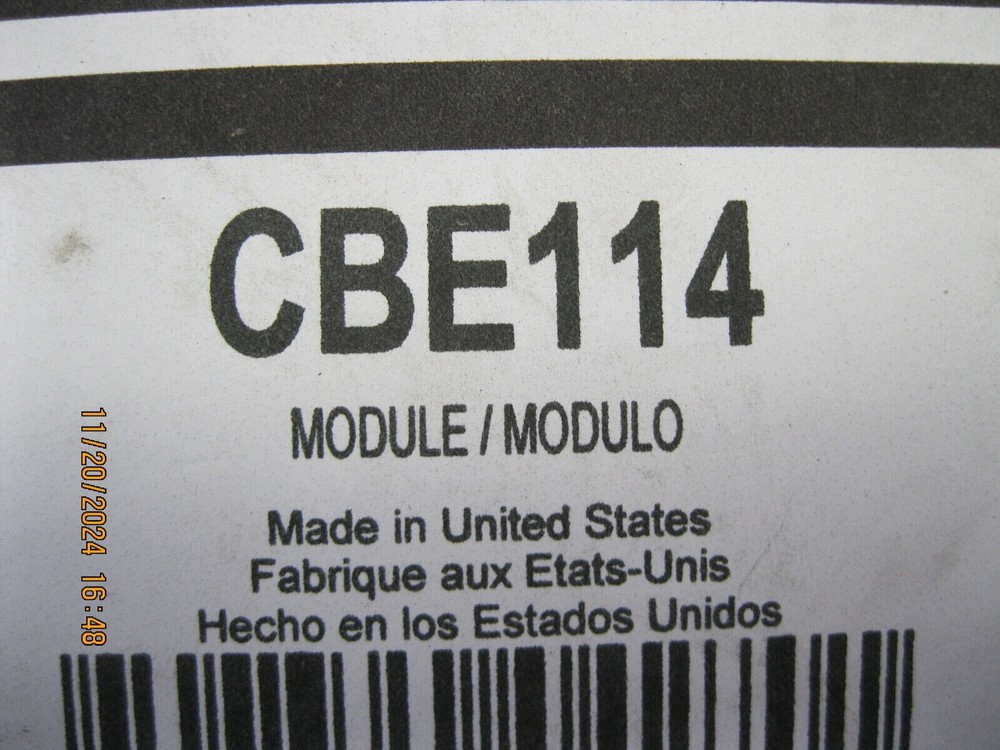 CBE114
MODULE / MODULO
Made in United States
Fabrique aux Etats-Unis
Hecho en los Estados Unidos
11/20/2024 16:48